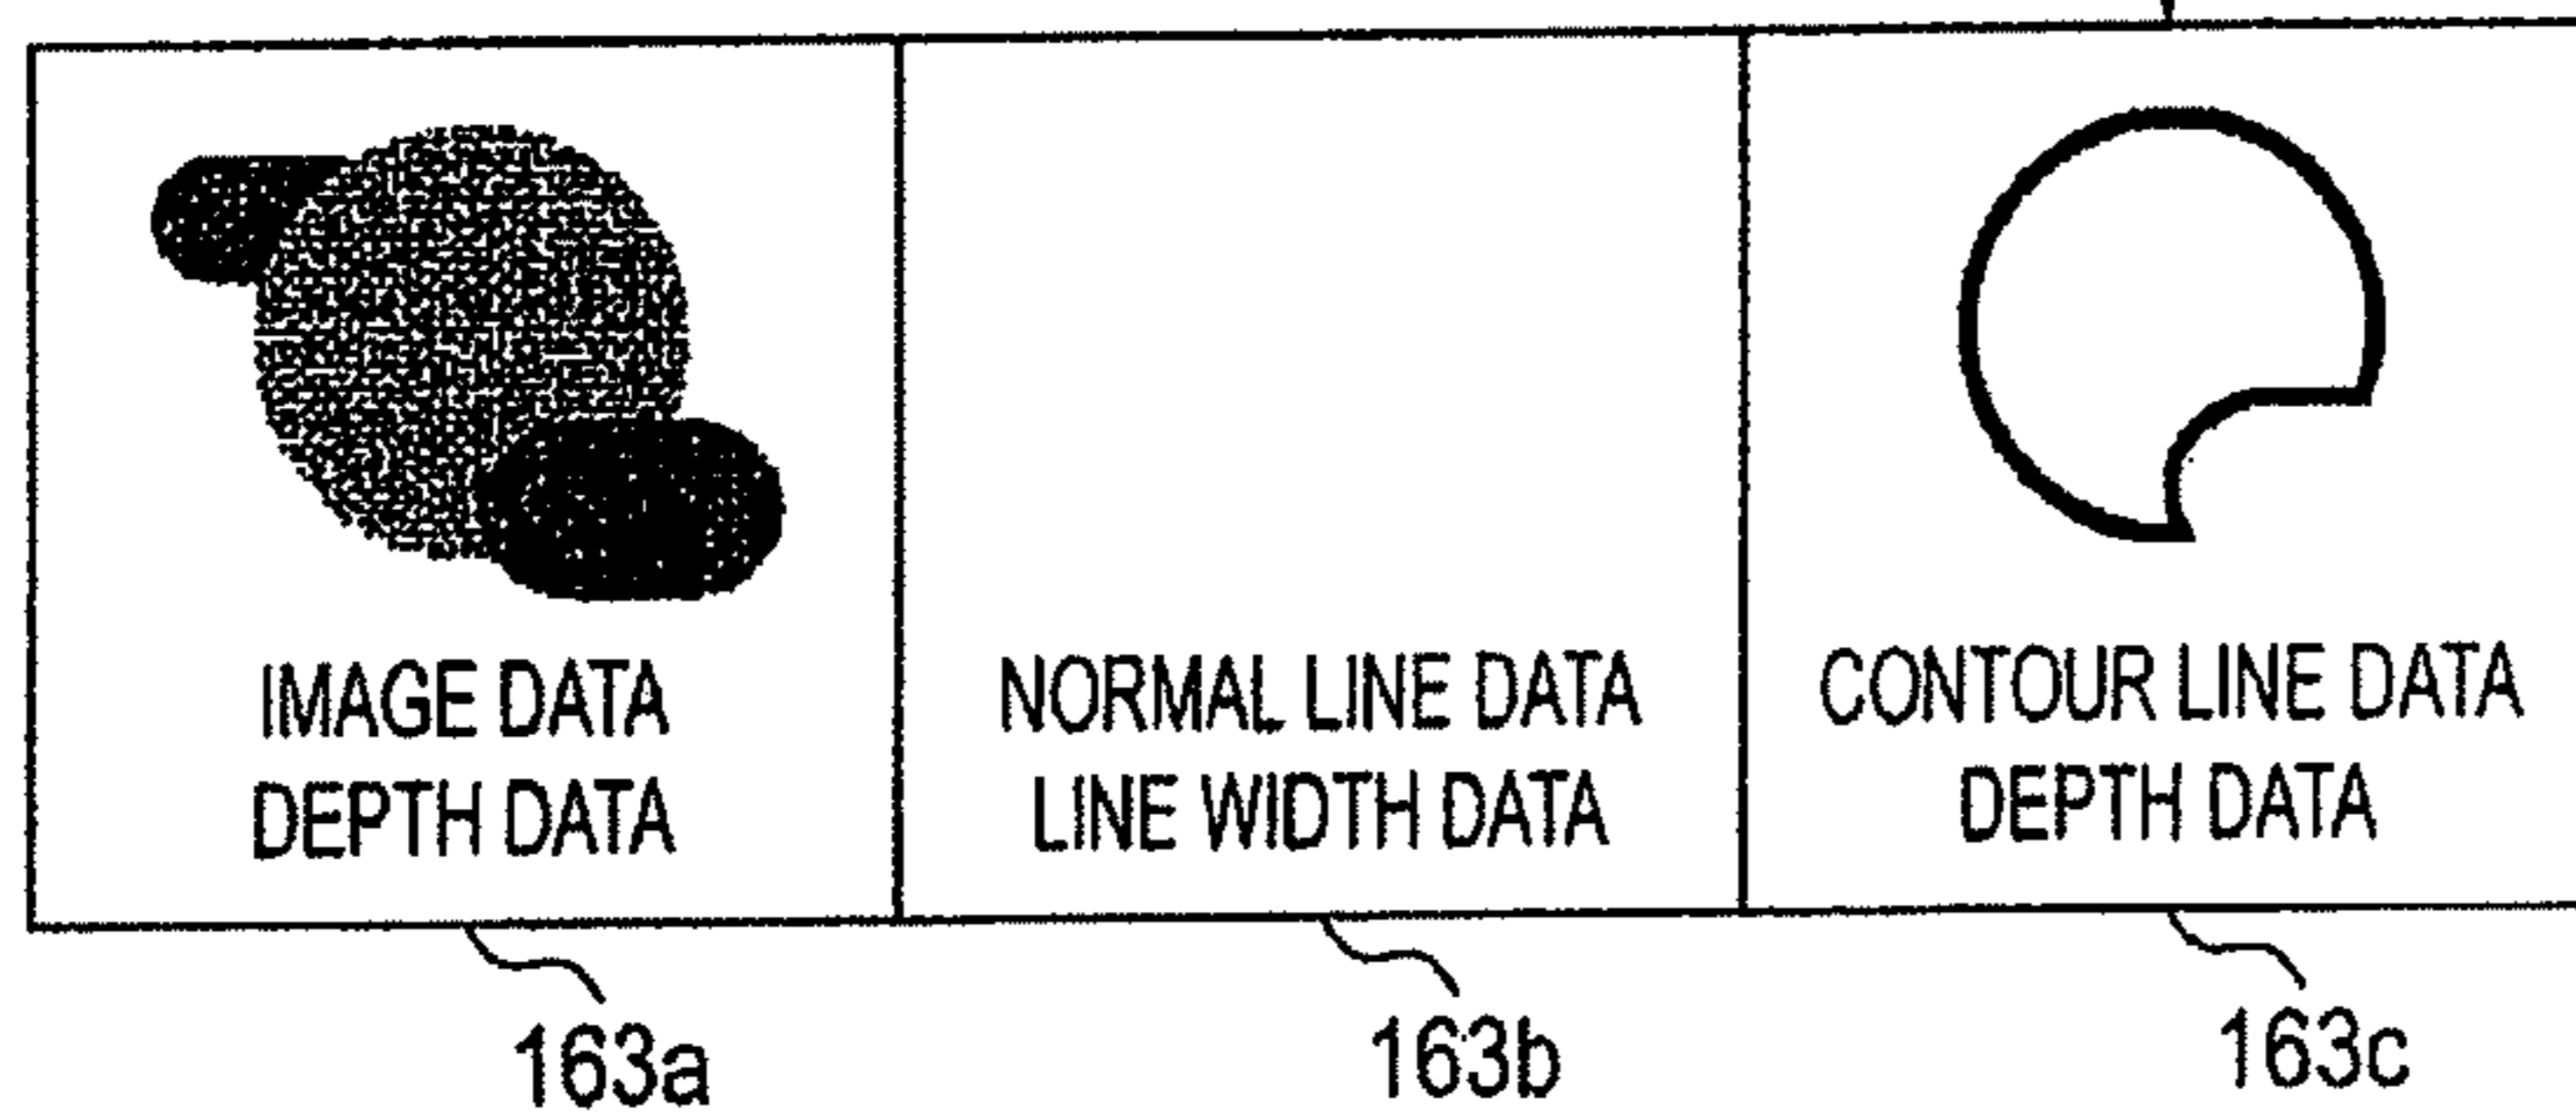 IMAGE DATA
DEPTH DATA
NORMAL LINE DATA
LINE WIDTH DATA
CONTOUR LINE DATA
DEPTH DATA
163a
163b
163c